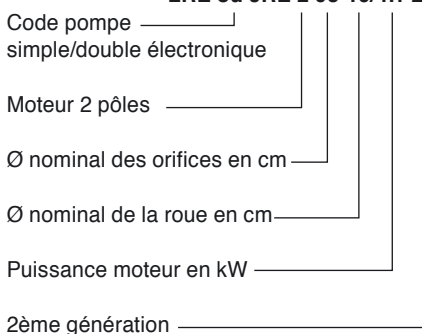 Code pompe
simple/double électronique
Moteur 2 pôles
Ø nominal des orifices en cm
Ø nominal de la roue en cm
Puissance moteur en kW
2ème génération